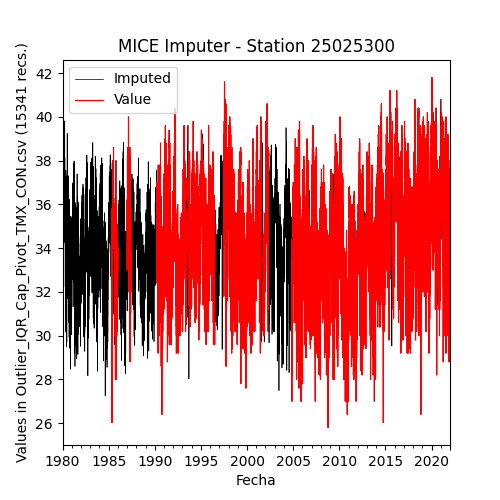 MICE Imputer - Station 25025300
Imputed
Value
Values in Outlier_IQR_Cap_Pivot_TMX_CON.csv (15341 recs.)
42
40
38
36
34
32
30
28
26
1980 1985 1990 1995 2000 2005 2010 2015 2020
Fecha